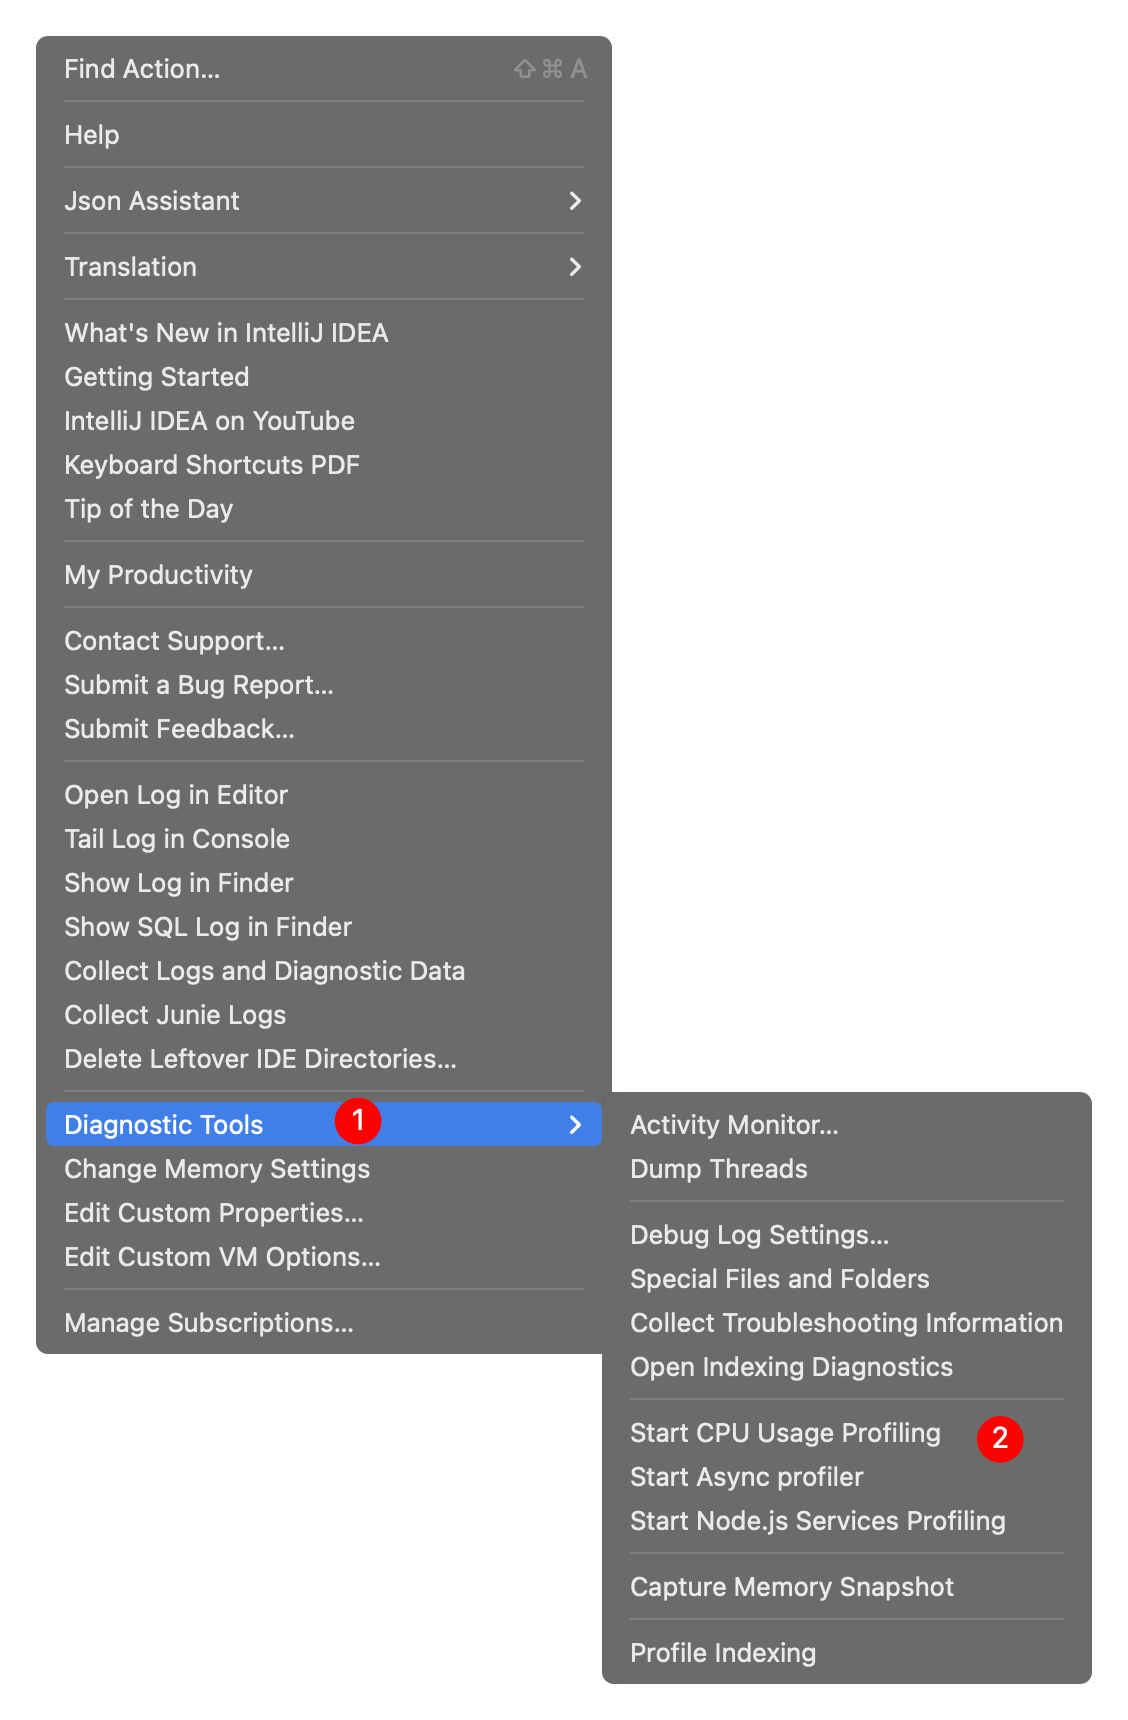 Find Action... ⇧⌘A
Help
Json Assistant
Translation
What's New in IntelliJ IDEA
Getting Started
IntelliJ IDEA on YouTube
Keyboard Shortcuts PDF
Tip of the Day
My Productivity
Contact Support...
Submit a Bug Report...
Submit Feedback...
Open Log in Editor
Tail Log in Console
Show Log in Finder
Show SQL Log in Finder
Collect Logs and Diagnostic Data
Collect Junie Logs
Delete Leftover IDE Directories...
Diagnostic Tools 1
Change Memory Settings
Edit Custom Properties...
Edit Custom VM Options...
Manage Subscriptions...
Activity Monitor...
Dump Threads
Debug Log Settings...
Special Files and Folders
Collect Troubleshooting Information
Open Indexing Diagnostics
Start CPU Usage Profiling 2
Start Async profiler
Start Node.js Services Profiling
Capture Memory Snapshot
Profile Indexing